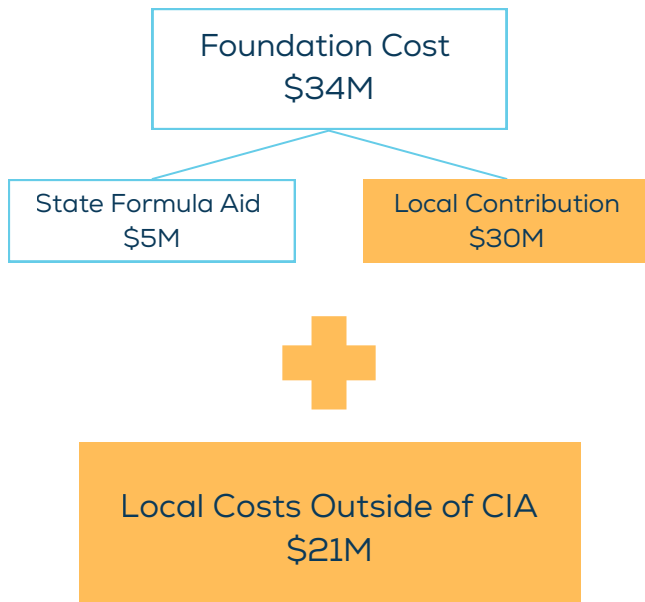 Foundation Cost
$34M
State Formula Aid
$5M
Local Contribution
$30M
Local Costs Outside of CIA
$21M